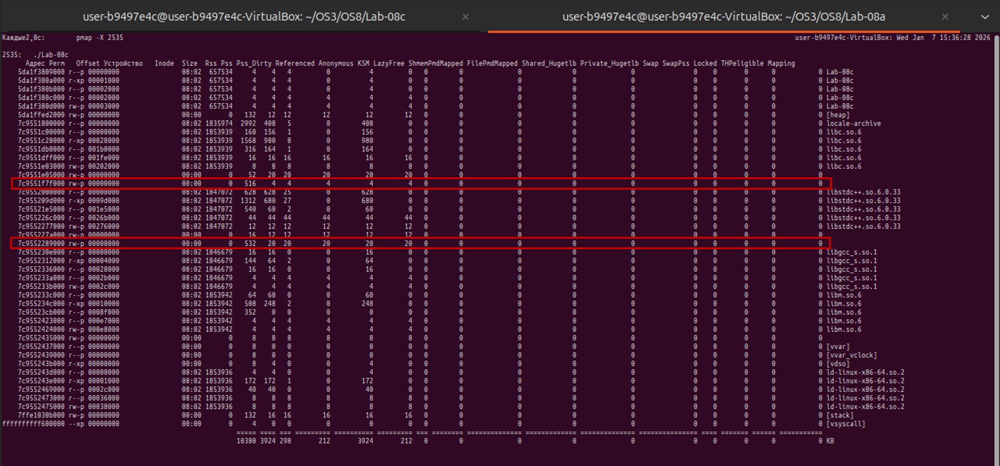 user-b9497e4c@user-b9497e4c-VirtualBox: ~/OS3/OS8/Lab-08c × user-b9497e4c@user-b9497e4c-VirtualBox: ~/OS3/OS8/Lab-08a ×
Каждые2,0с: pmap -X 2535 user-b9497e4c-VirtualBox: Wed Jan 7 15:36:28 2026
2535: ./Lab-08c
Адрес Perm Offset Устройство Inode Size Rss Pss Pss_Dirty Referenced Anonymous KSM LazyFree ShmemPmdMapped FilePmdMapped Shared_Hugetlb Private_Hugetlb Swap SwapPss Locked THPeligible Mapping
5da1f3809000 r--p 00000000 08:02 657534 4 4 4 0 4 0 0 0 0 0 0 0 0 0 0 0 Lab-08c
5da1f380a000 r-xp 00001000 08:02 657534 4 4 4 0 4 0 0 0 0 0 0 0 0 0 0 0 Lab-08c
5da1f380b000 r--p 00002000 08:02 657534 4 4 4 0 4 0 0 0 0 0 0 0 0 0 0 0 Lab-08c
5da1f380c000 r--p 00002000 08:02 657534 4 4 4 4 4 4 0 0 0 0 0 0 0 0 0 0 Lab-08c
5da1f380d000 rw-p 00003000 08:02 657534 4 4 4 4 4 4 0 0 0 0 0 0 0 0 0 0 Lab-08c
5da1ffed2000 rw-p 00000000 00:00 0 132 12 12 12 12 12 0 0 0 0 0 0 0 0 0 0 [heap]
7c9551800000 r--p 00000000 08:02 1835974 2992 408 5 0 408 0 0 0 0 0 0 0 0 0 0 0 locale-archive
7c9551c00000 r--p 00000000 08:02 1853939 160 156 1 0 156 0 0 0 0 0 0 0 0 0 0 0 libc.so.6
7c9551c28000 r-xp 00028000 08:02 1853939 1568 980 8 0 980 0 0 0 0 0 0 0 0 0 0 0 libc.so.6
7c9551db0000 r--p 001b0000 08:02 1853939 316 164 1 0 164 0 0 0 0 0 0 0 0 0 0 0 libc.so.6
7c9551dff000 r--p 001fe000 08:02 1853939 16 16 16 16 16 16 0 0 0 0 0 0 0 0 0 0 libc.so.6
7c9551e03000 rw-p 00202000 08:02 1853939 8 8 8 8 8 8 0 0 0 0 0 0 0 0 0 0 libc.so.6
7c9551e05000 rw-p 00000000 00:00 0 52 20 20 20 20 20 0 0 0 0 0 0 0 0 0 0
7c9551f7f000 rw-p 00000000 00:00 0 516 4 4 4 4 4 0 0 0 0 0 0 0 0 0 0
7c9552000000 r--p 00000000 08:02 1847072 628 628 25 0 628 0 0 0 0 0 0 0 0 0 0 0 libstdc++.so.6.0.33
7c955209d000 r-xp 0009d000 08:02 1847072 1312 680 27 0 680 0 0 0 0 0 0 0 0 0 0 0 libstdc++.so.6.0.33
7c95521e5000 r--p 001e5000 08:02 1847072 540 60 2 0 60 0 0 0 0 0 0 0 0 0 0 0 libstdc++.so.6.0.33
7c955226c000 r--p 0026b000 08:02 1847072 44 44 44 44 44 44 0 0 0 0 0 0 0 0 0 0 libstdc++.so.6.0.33
7c9552277000 rw-p 00276000 08:02 1847072 12 12 12 12 12 12 0 0 0 0 0 0 0 0 0 0 libstdc++.so.6.0.33
7c955227a000 rw-p 00000000 00:00 0 16 12 12 12 12 12 0 0 0 0 0 0 0 0 0 0
7c9552289000 rw-p 00000000 00:00 0 532 20 20 20 20 20 0 0 0 0 0 0 0 0 0 0
7c955230e000 r--p 00000000 08:02 1846679 16 16 0 0 16 0 0 0 0 0 0 0 0 0 0 0 libgcc_s.so.1
7c9552312000 r-xp 00004000 08:02 1846679 144 64 2 0 64 0 0 0 0 0 0 0 0 0 0 0 libgcc_s.so.1
7c9552336000 r--p 00028000 08:02 1846679 16 16 0 0 16 0 0 0 0 0 0 0 0 0 0 0 libgcc_s.so.1
7c955233a000 r--p 0002b000 08:02 1846679 4 4 4 4 4 4 0 0 0 0 0 0 0 0 0 0 libgcc_s.so.1
7c955233b000 rw-p 0002c000 08:02 1846679 4 4 4 4 4 4 0 0 0 0 0 0 0 0 0 0 libgcc_s.so.1
7c955233c000 r--p 00000000 08:02 1853942 64 60 0 0 60 0 0 0 0 0 0 0 0 0 0 0 libm.so.6
7c955234c000 r-xp 00010000 08:02 1853942 508 248 2 0 248 0 0 0 0 0 0 0 0 0 0 0 libm.so.6
7c95523cb000 r--p 0008f000 08:02 1853942 352 0 0 0 0 0 0 0 0 0 0 0 0 0 0 0 libm.so.6
7c9552423000 r--p 000e7000 08:02 1853942 4 4 4 4 4 4 0 0 0 0 0 0 0 0 0 0 libm.so.6
7c9552424000 rw-p 000e8000 08:02 1853942 4 4 4 4 4 4 0 0 0 0 0 0 0 0 0 0 libm.so.6
7c9552435000 rw-p 00000000 00:00 0 8 8 8 8 8 8 0 0 0 0 0 0 0 0 0 0
7c9552437000 r--p 00000000 00:00 0 8 0 0 0 0 0 0 0 0 0 0 0 0 0 0 0 [vvar]
7c9552439000 r--p 00000000 00:00 0 8 0 0 0 0 0 0 0 0 0 0 0 0 0 0 0 [vvar_vclock]
7c955243b000 r-xp 00000000 00:00 0 8 4 0 0 4 0 0 0 0 0 0 0 0 0 0 0 [vdso]
7c955243d000 r--p 00000000 08:02 1853936 4 4 0 0 4 0 0 0 0 0 0 0 0 0 0 0 ld-linux-x86-64.so.2
7c955243e000 r-xp 00001000 08:02 1853936 172 172 1 0 172 0 0 0 0 0 0 0 0 0 0 0 ld-linux-x86-64.so.2
7c9552469000 r--p 0002c000 08:02 1853936 40 40 0 0 40 0 0 0 0 0 0 0 0 0 0 0 ld-linux-x86-64.so.2
7c9552473000 r--p 00036000 08:02 1853936 8 8 8 8 8 8 0 0 0 0 0 0 0 0 0 0 ld-linux-x86-64.so.2
7c9552475000 rw-p 00038000 08:02 1853936 8 8 8 8 8 8 0 0 0 0 0 0 0 0 0 0 ld-linux-x86-64.so.2
7ffe1030b000 rw-p 00000000 00:00 0 132 16 16 16 16 16 0 0 0 0 0 0 0 0 0 0 [stack]
ffffffffff600000 --xp 00000000 00:00 0 4 0 0 0 0 0 0 0 0 0 0 0 0 0 0 0 [vsyscall]
===== ==== === ========= ========== ========= === ======== ============== ============= ============== =============== ==== ======= ====== ===========
10380 3924 298 212 3924 212 0 0 0 0 0 0 0 0 0 0 KB